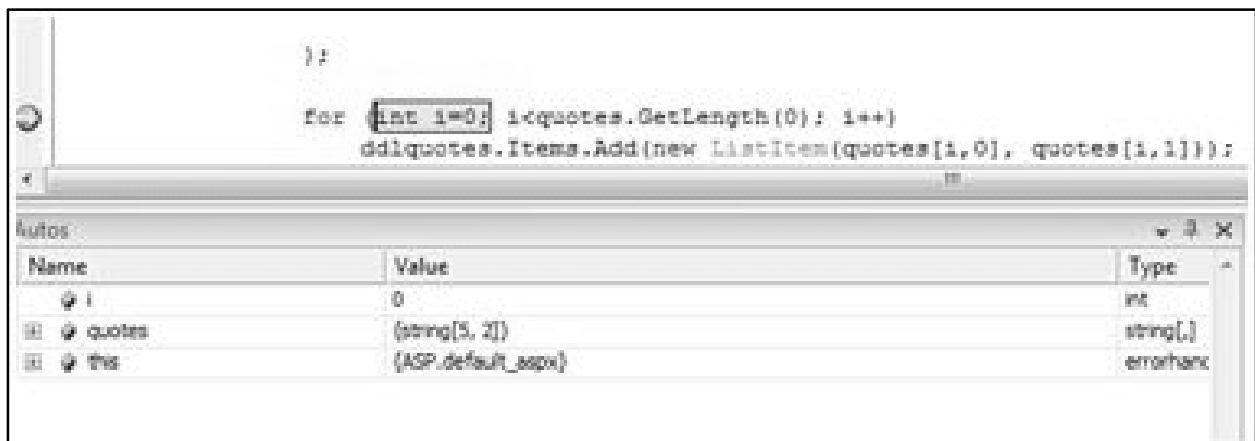 );
for (int i=0; i<quotes.GetLength(0); i++)
ddlquotes.Items.Add(new ListItem(quotes[i,0], quotes[i,1]));
Autos
Name Value Type
i 0 int
quotes {string[5, 2]} string[,]
this {ASP.default_aspx} errorhanc